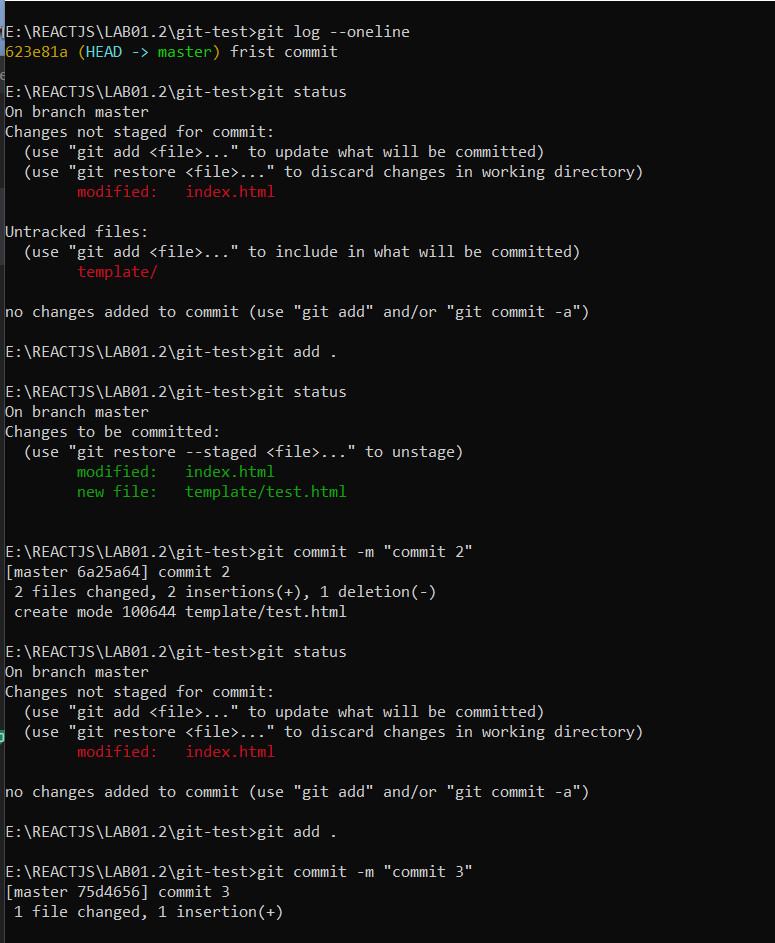 E:\REACTJS\LAB01.2\git-test>git log --oneline
623e81a (HEAD -> master) frist commit
E:\REACTJS\LAB01.2\git-test>git status
On branch master
Changes not staged for commit:
  (use "git add <file>..." to update what will be committed)
  (use "git restore <file>..." to discard changes in working directory)
        modified:   index.html
Untracked files:
  (use "git add <file>..." to include in what will be committed)
        template/
no changes added to commit (use "git add" and/or "git commit -a")
E:\REACTJS\LAB01.2\git-test>git add .
E:\REACTJS\LAB01.2\git-test>git status
On branch master
Changes to be committed:
  (use "git restore --staged <file>..." to unstage)
        modified:   index.html
        new file:   template/test.html
E:\REACTJS\LAB01.2\git-test>git commit -m "commit 2"
[master 6a25a64] commit 2
 2 files changed, 2 insertions(+), 1 deletion(-)
 create mode 100644 template/test.html
E:\REACTJS\LAB01.2\git-test>git status
On branch master
Changes not staged for commit:
  (use "git add <file>..." to update what will be committed)
  (use "git restore <file>..." to discard changes in working directory)
        modified:   index.html
no changes added to commit (use "git add" and/or "git commit -a")
E:\REACTJS\LAB01.2\git-test>git add .
E:\REACTJS\LAB01.2\git-test>git commit -m "commit 3"
[master 75d4656] commit 3
 1 file changed, 1 insertion(+)